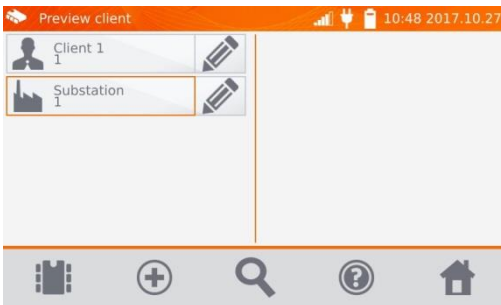 Preview client
10:48 2017.10.27
Client 1
1
Substation
1